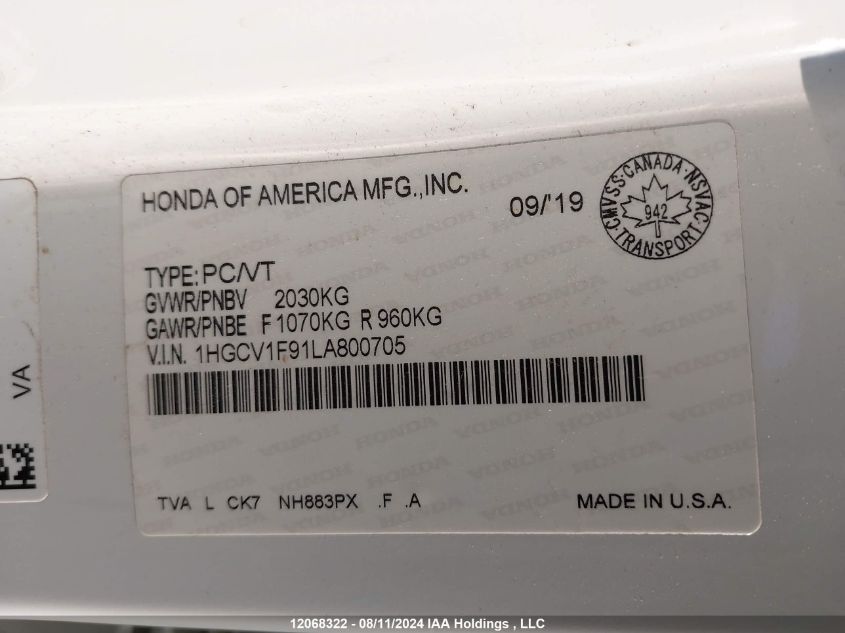 HONDA OF AMERICA MFG.,INC.
09/'19
CMVSS·CANADA·NSVAC·
942
TRANSPORT
TYPE:PC/VT
GVWR/PNBV 2030KG
GAWR/PNBE F1070KG R960KG
V.I.N. 1HGCV1F91LA800705
TVA L CK7 NH883PX .F .A
MADE IN U.S.A.
VA
HONDA
12068322 - 08/11/2024 IAA Holdings , LLC